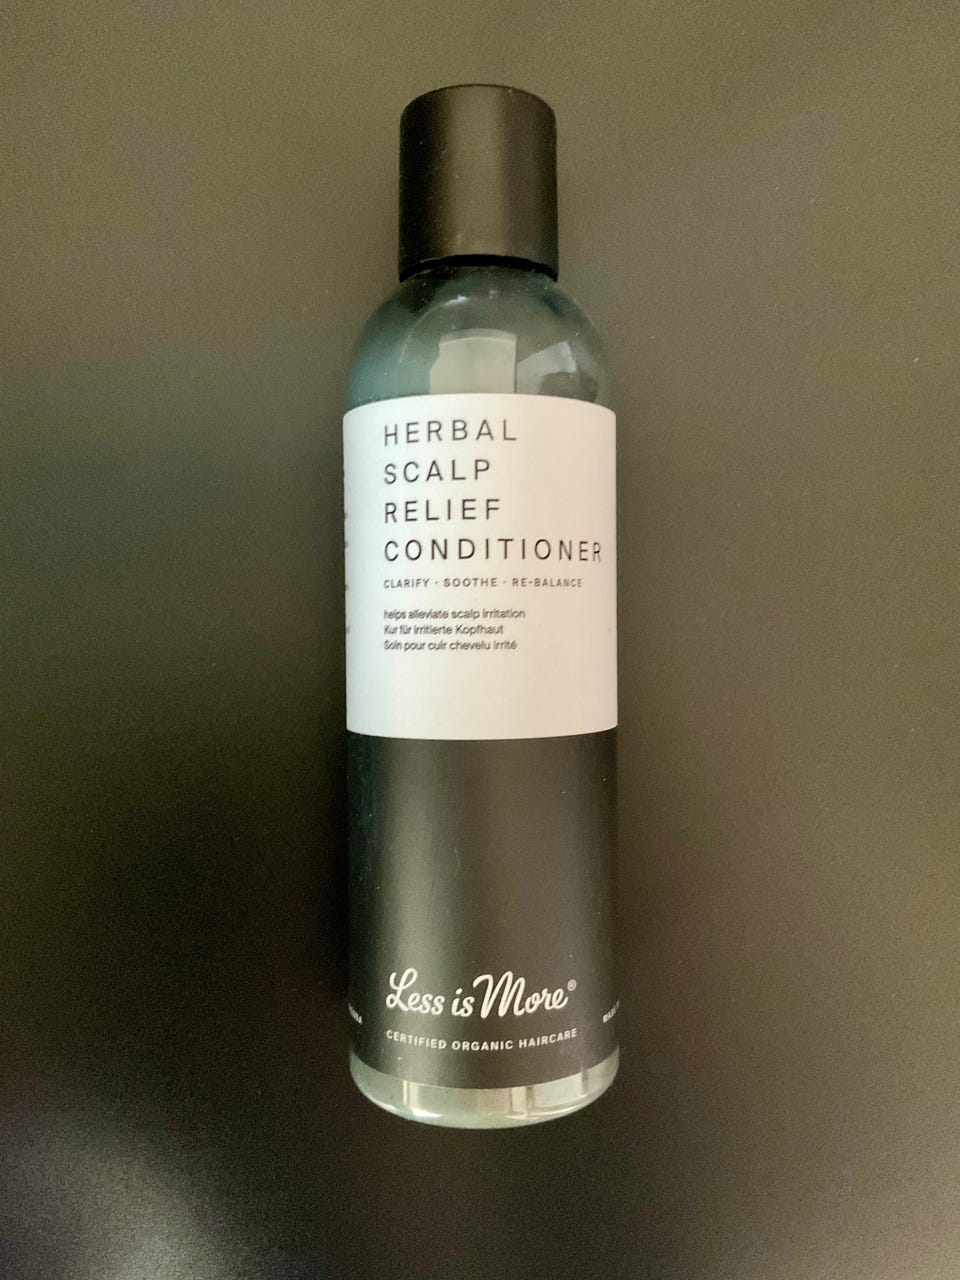 HERBAL
SCALP
RELIEF
CONDITIONER
CLARIFY · SOOTHE · RE-BALANCE
helps alleviate scalp irritation
Kur für irritierte Kopfhaut
Soin pour cuir chevelu irrité
Less is More®
CERTIFIED ORGANIC HAIRCARE